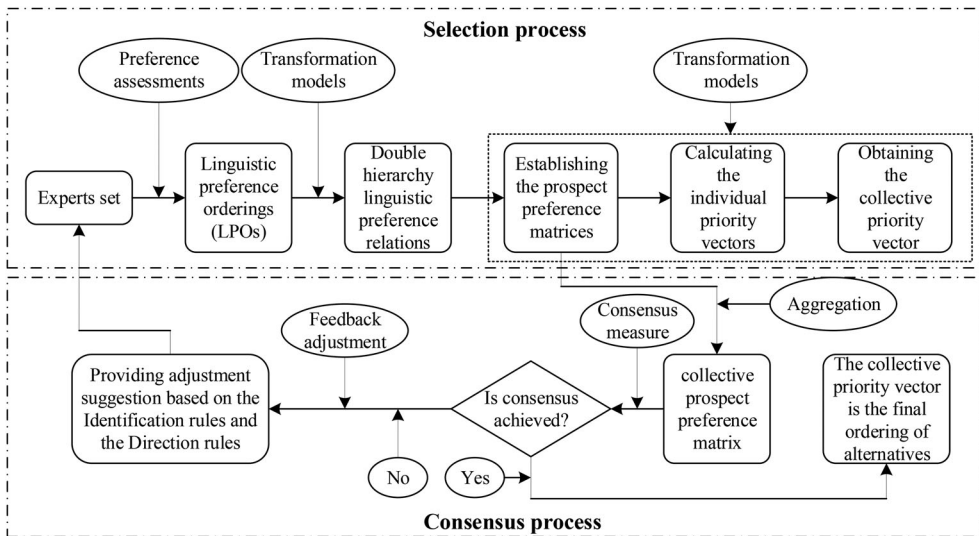 Selection process
Preference
assessments
Transformation
models
Transformation
models
Experts set
Linguistic
preference
orderings
(LPOs)
Double
hierarchy
linguistic
preference
relations
Establishing
the prospect
preference
matrices
Calculating
the
individual
priority
vectors
Obtaining
the
collective
priority
vector
Feedback
adjustment
Consensus
measure
Aggregation
Providing adjustment
suggestion based on the
Identification rules and
the Direction rules
Is consensus
achieved?
collective
prospect
preference
matrix
The collective
priority vector
is the final
ordering of
alternatives
No
Yes
Consensus process